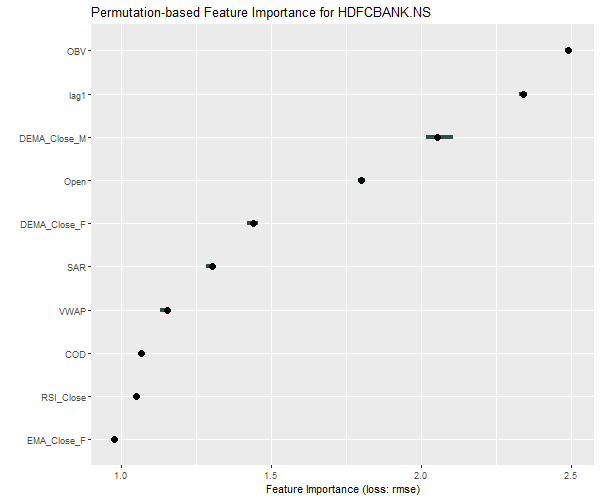 Permutation-based Feature Importance for HDFCBANK.NS
OBV
lag1
DEMA_Close_M
Open
DEMA_Close_F
SAR
VWAP
COD
RSI_Close
EMA_Close_F
1.0 1.5 2.0 2.5
Feature Importance (loss: rmse)